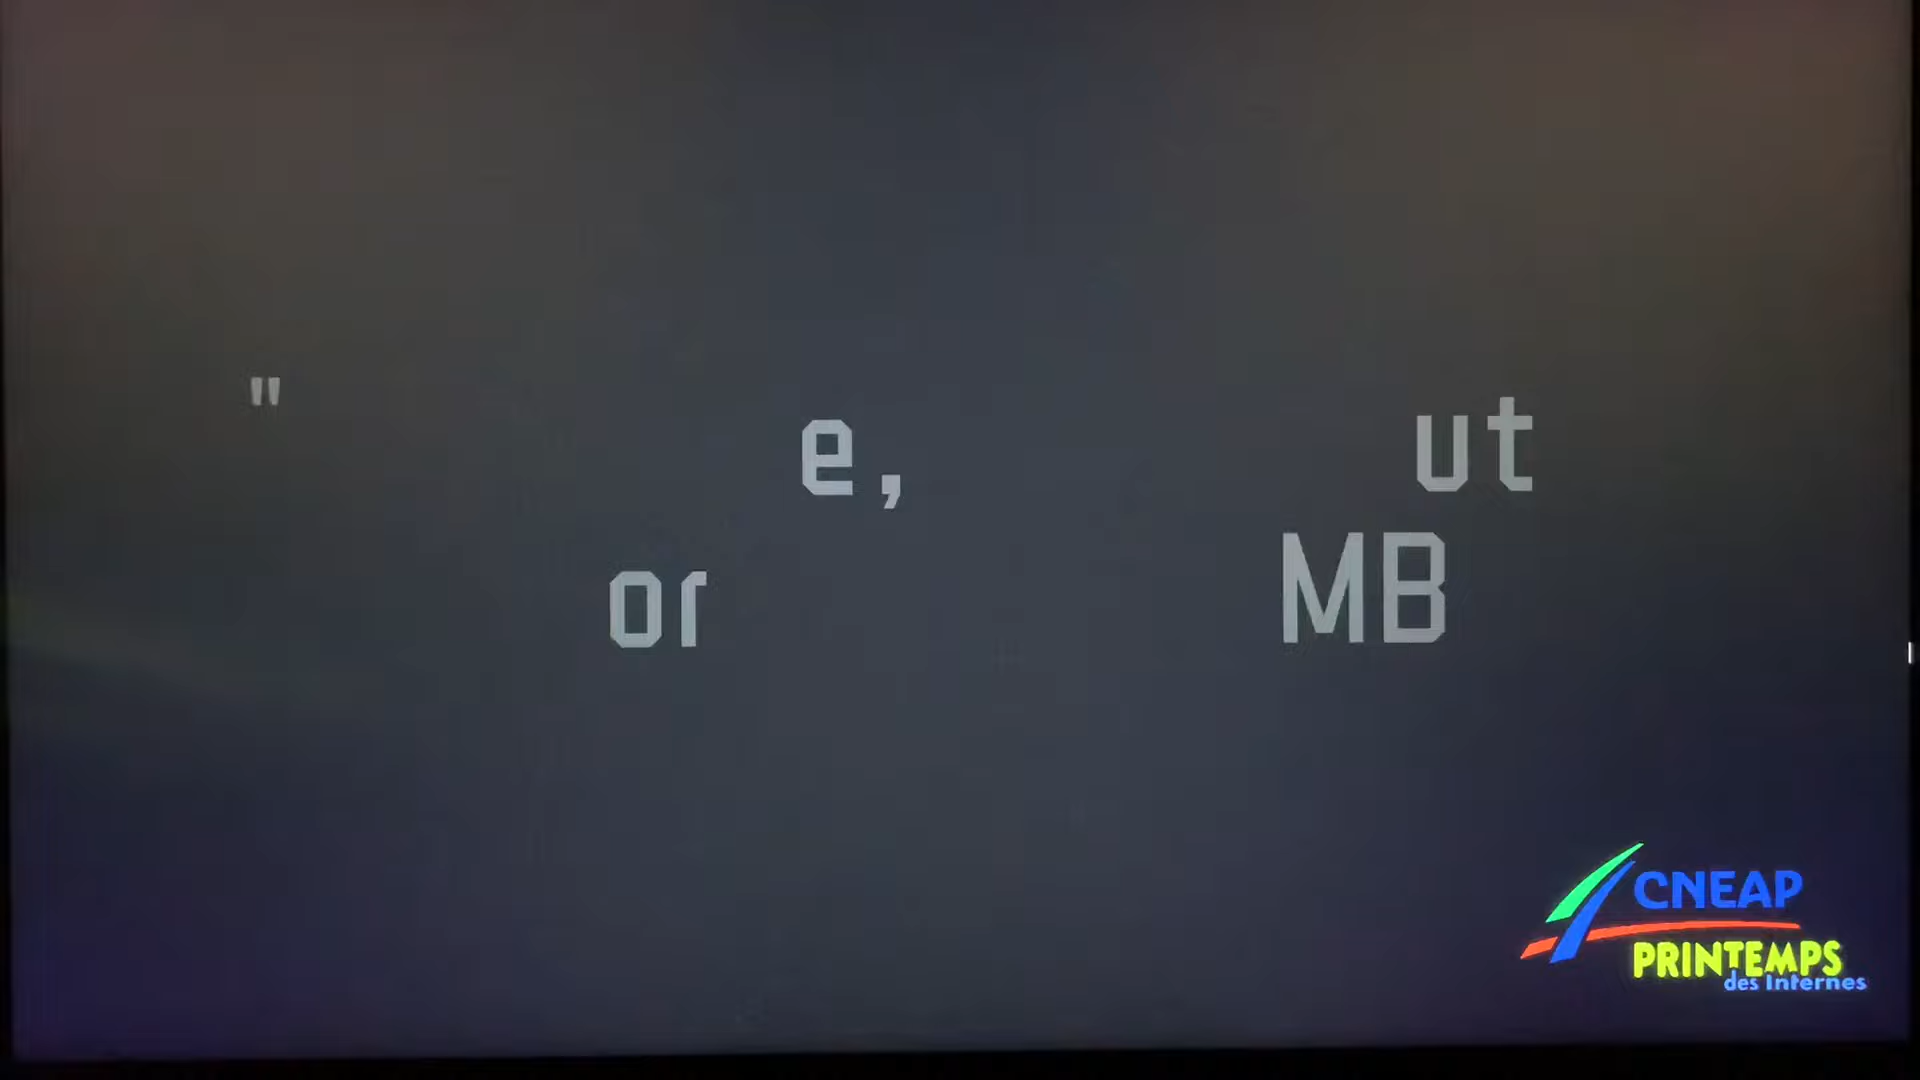 " e, ut
or MB
CNEAP
PRINTEMPS
des Internes